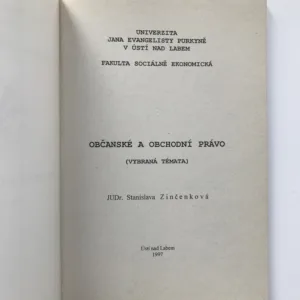 UNIVERZITA
JANA EVANGELISTY PURKYNĚ
V ÚSTÍ NAD LABEM
FAKULTA SOCIÁLNĚ EKONOMICKÁ
OBČANSKÉ A OBCHODNÍ PRÁVO
(VYBRANÁ TÉMATA)
JUDr. Stanislava Zinčenková
Ústí nad Labem
1997